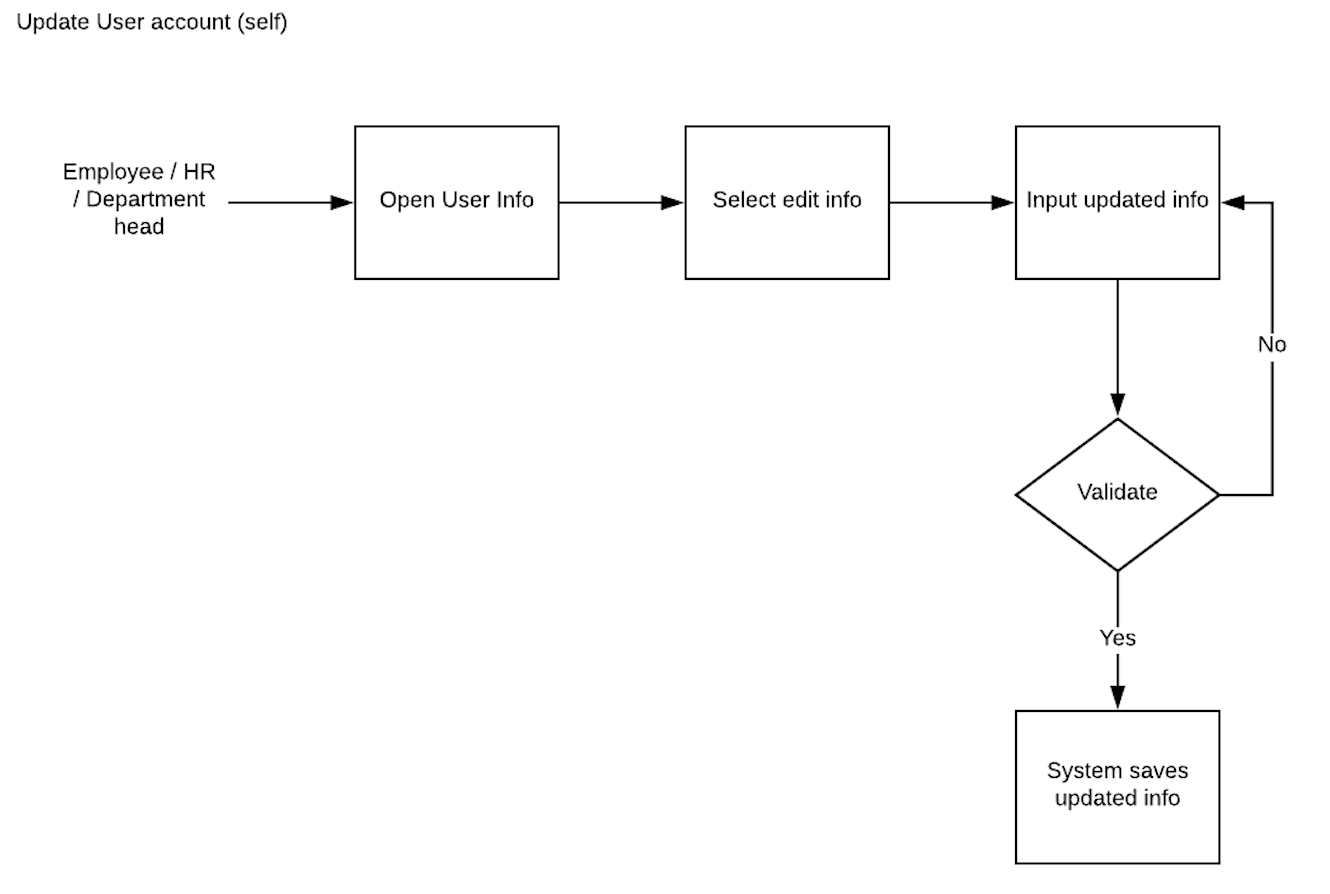 Update User account (self)
Employee / HR
/ Department
head
Open User Info
Select edit info
Input updated info
No
Validate
Yes
System saves
updated info